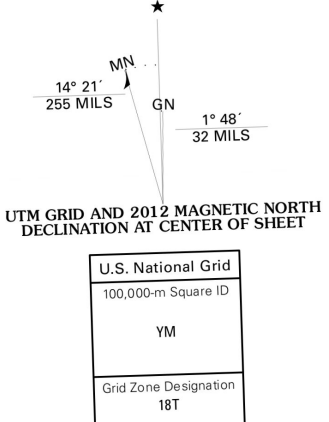 ★
MN
14° 21´
255 MILS
GN
1° 48´
32 MILS
UTM GRID AND 2012 MAGNETIC NORTH
DECLINATION AT CENTER OF SHEET
U.S. National Grid
100,000-m Square ID
YM
Grid Zone Designation
18T